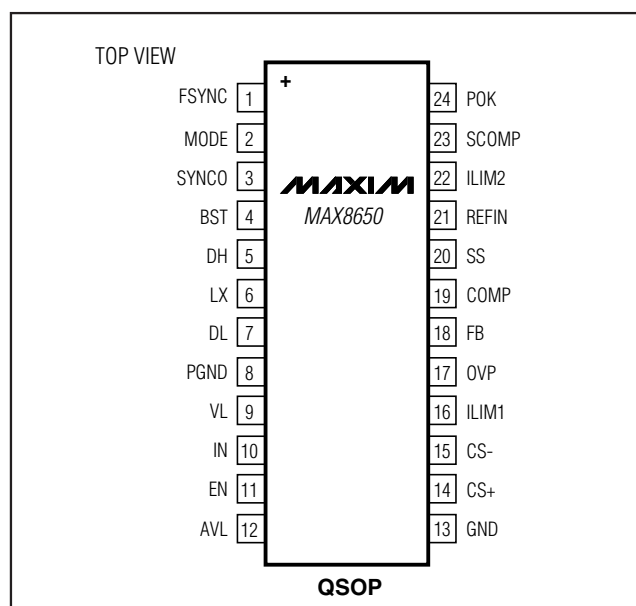 TOP VIEW
+
MAXIM
MAX8650
FSYNC 1
MODE 2
SYNCO 3
BST 4
DH 5
LX 6
DL 7
PGND 8
VL 9
IN 10
EN 11
AVL 12
24 POK
23 SCOMP
22 ILIM2
21 REFIN
20 SS
19 COMP
18 FB
17 OVP
16 ILIM1
15 CS-
14 CS+
13 GND
QSOP